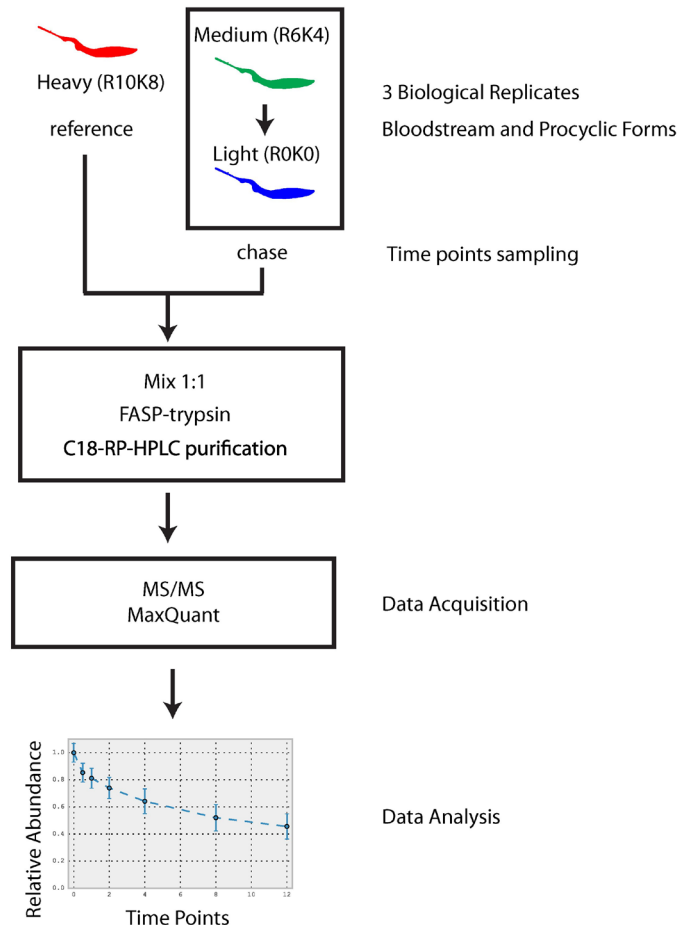 Medium (R6K4)
Heavy (R10K8)
reference
Light (R0K0)
chase
3 Biological Replicates
Bloodstream and Procyclic Forms
Time points sampling
Mix 1:1
FASP-trypsin
C18-RP-HPLC purification
MS/MS
MaxQuant
Data Acquisition
Relative Abundance
1.0
0.8
0.6
0.4
0.2
0.0
0 2 4 6 8 10 12
Time Points
Data Analysis